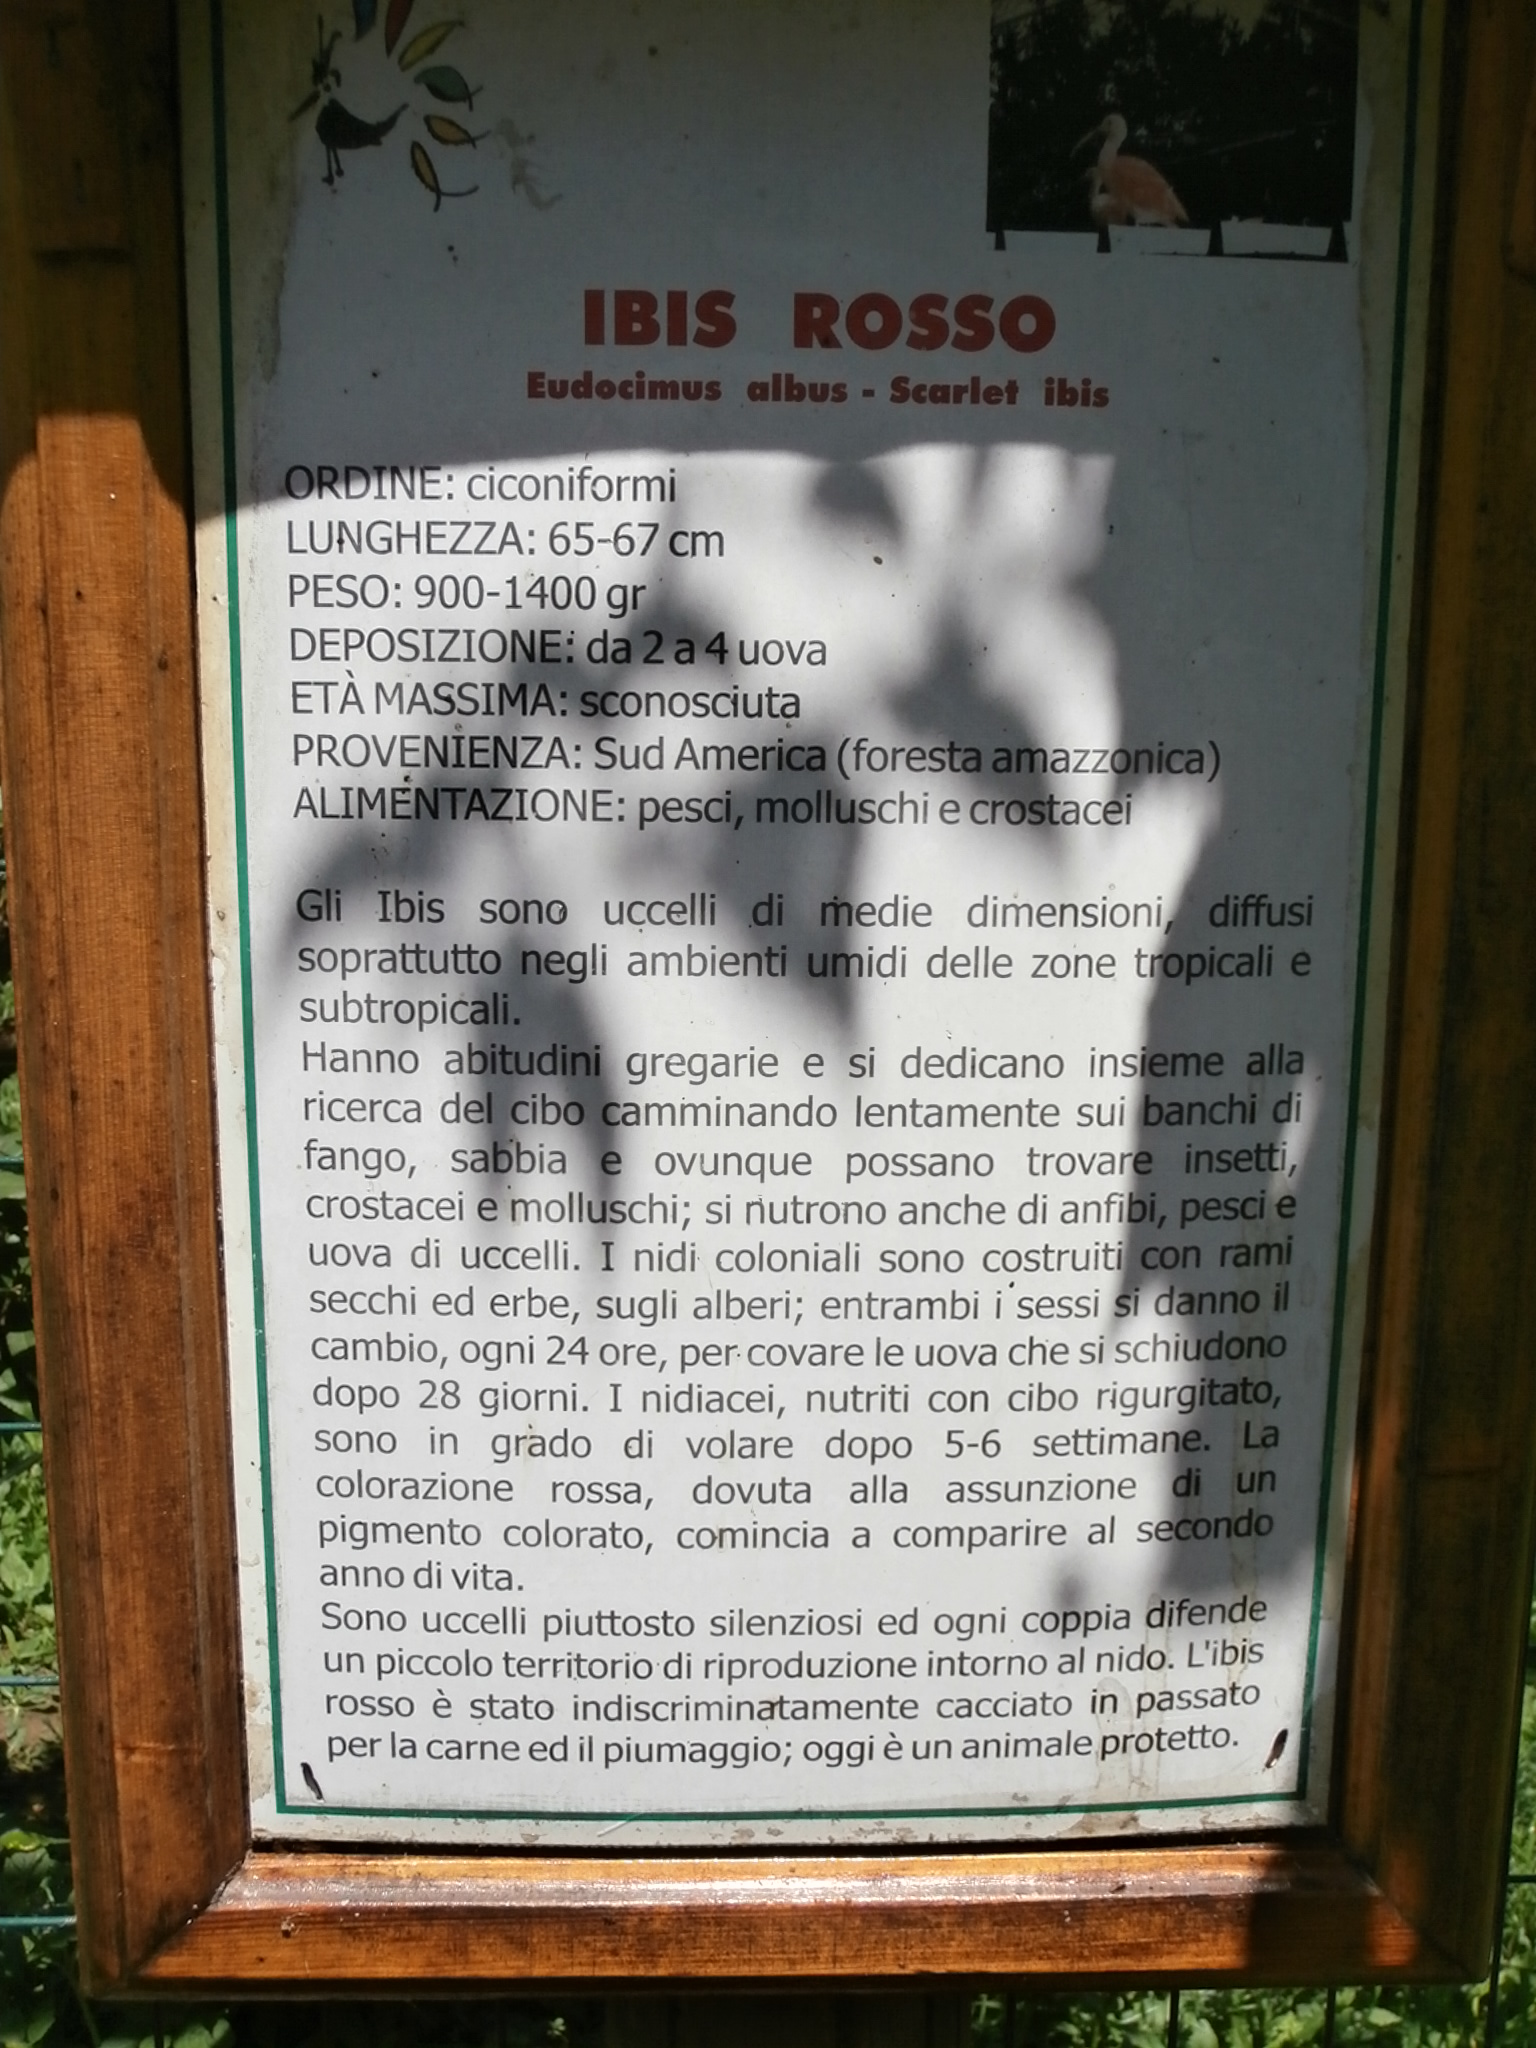 IBIS ROSSO
Eudocimus albus - Scarlet ibis
ORDINE: ciconiformi
LUNGHEZZA: 65-67 cm
PESO: 900-1400 gr
DEPOSIZIONE: da 2 a 4 uova
ETÀ MASSIMA: sconosciuta
PROVENIENZA: Sud America (foresta amazzonica)
ALIMENTAZIONE: pesci, molluschi e crostacei
Gli Ibis sono uccelli di medie dimensioni, diffusi
soprattutto negli ambienti umidi delle zone tropicali e
subtropicali.
Hanno abitudini gregarie e si dedicano insieme alla
ricerca del cibo camminando lentamente sui banchi di
fango, sabbia e ovunque possano trovare insetti,
crostacei e molluschi; si nutrono anche di anfibi, pesci e
uova di uccelli. I nidi coloniali sono costruiti con rami
secchi ed erbe, sugli alberi; entrambi i sessi si danno il
cambio, ogni 24 ore, per covare le uova che si schiudono
dopo 28 giorni. I nidiacei, nutriti con cibo rigurgitato,
sono in grado di volare dopo 5-6 settimane. La
colorazione rossa, dovuta alla assunzione di un
pigmento colorato, comincia a comparire al secondo
anno di vita.
Sono uccelli piuttosto silenziosi ed ogni coppia difende
un piccolo territorio di riproduzione intorno al nido. L'ibis
rosso è stato indiscriminatamente cacciato in passato
per la carne ed il piumaggio; oggi è un animale protetto.